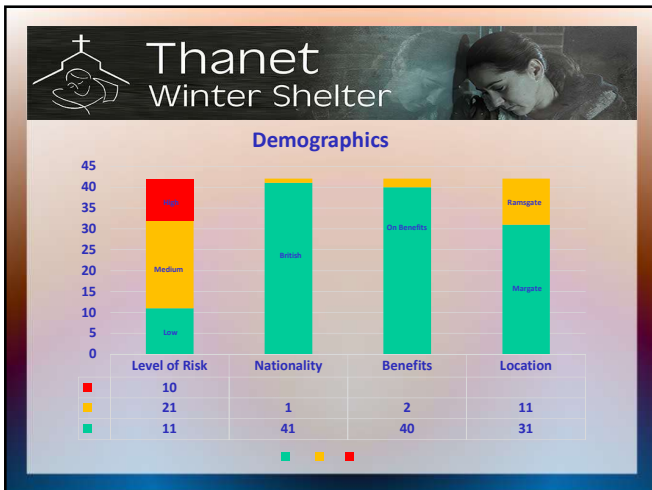 Thanet
Winter Shelter
Demographics
45
40
35
30
25
20
15
10
5
0
High
Medium
Low
British
On Benefits
Ramsgate
Margate
Level of Risk Nationality Benefits Location
10
21 1 2 11
11 41 40 31